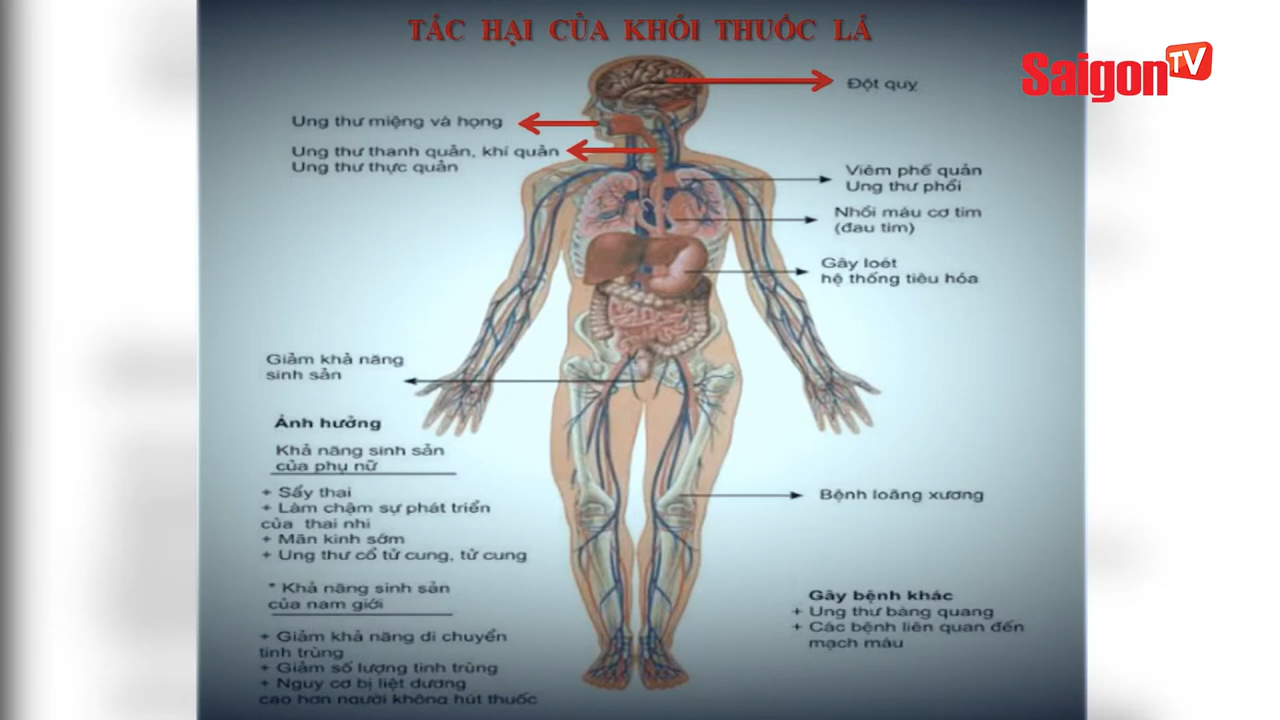 TÁC HẠI CỦA KHÓI THUỐC LÁ
Saigon TV
Đột quỵ
Ung thư miệng và họng
Ung thư thanh quản, khí quản
Ung thư thực quản
Viêm phế quản
Ung thư phổi
Nhồi máu cơ tim
(đau tim)
Gây loét
hệ thống tiêu hóa
Giảm khả năng
sinh sản
Ảnh hưởng
Khả năng sinh sản
của phụ nữ
+ Sẩy thai
+ Làm chậm sự phát triển
của thai nhi
+ Mãn kinh sớm
+ Ung thư cổ tử cung, tử cung
* Khả năng sinh sản
của nam giới
+ Giảm khả năng di chuyển
tinh trùng
+ Giảm số lượng tinh trùng
+ Nguy cơ bị liệt dương
cao hơn người không hút thuốc
Bệnh loãng xương
Gây bệnh khác
+ Ung thư bàng quang
+ Các bệnh liên quan đến
mạch máu